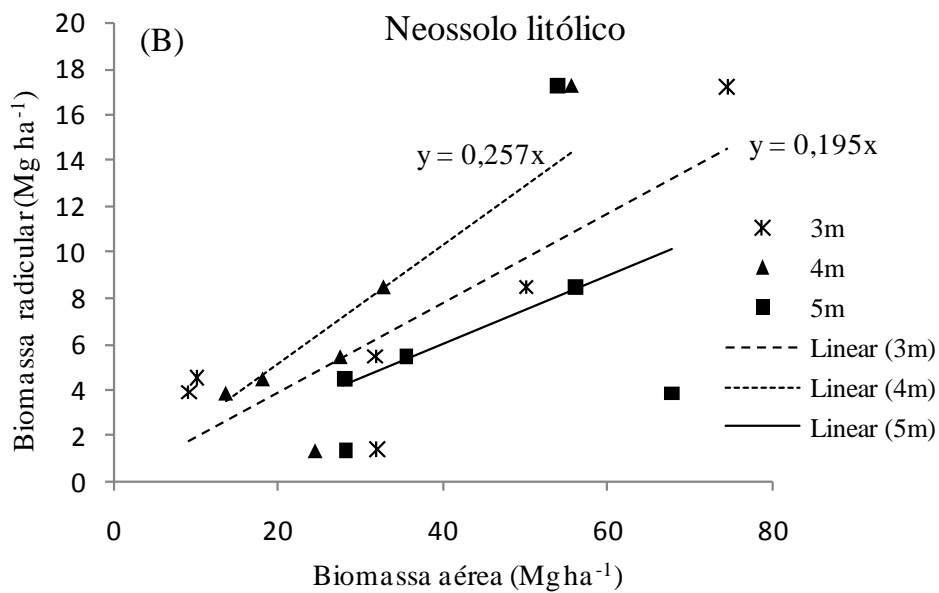 (B)
Neossolo litólico
20
18
16
14
12
10
8
6
4
2
0
Biomassa radicular (Mg ha⁻¹)
y = 0,257x
y = 0,195x
3m
4m
5m
Linear (3m)
Linear (4m)
Linear (5m)
0 20 40 60 80
Biomassa aérea (Mg ha⁻¹)